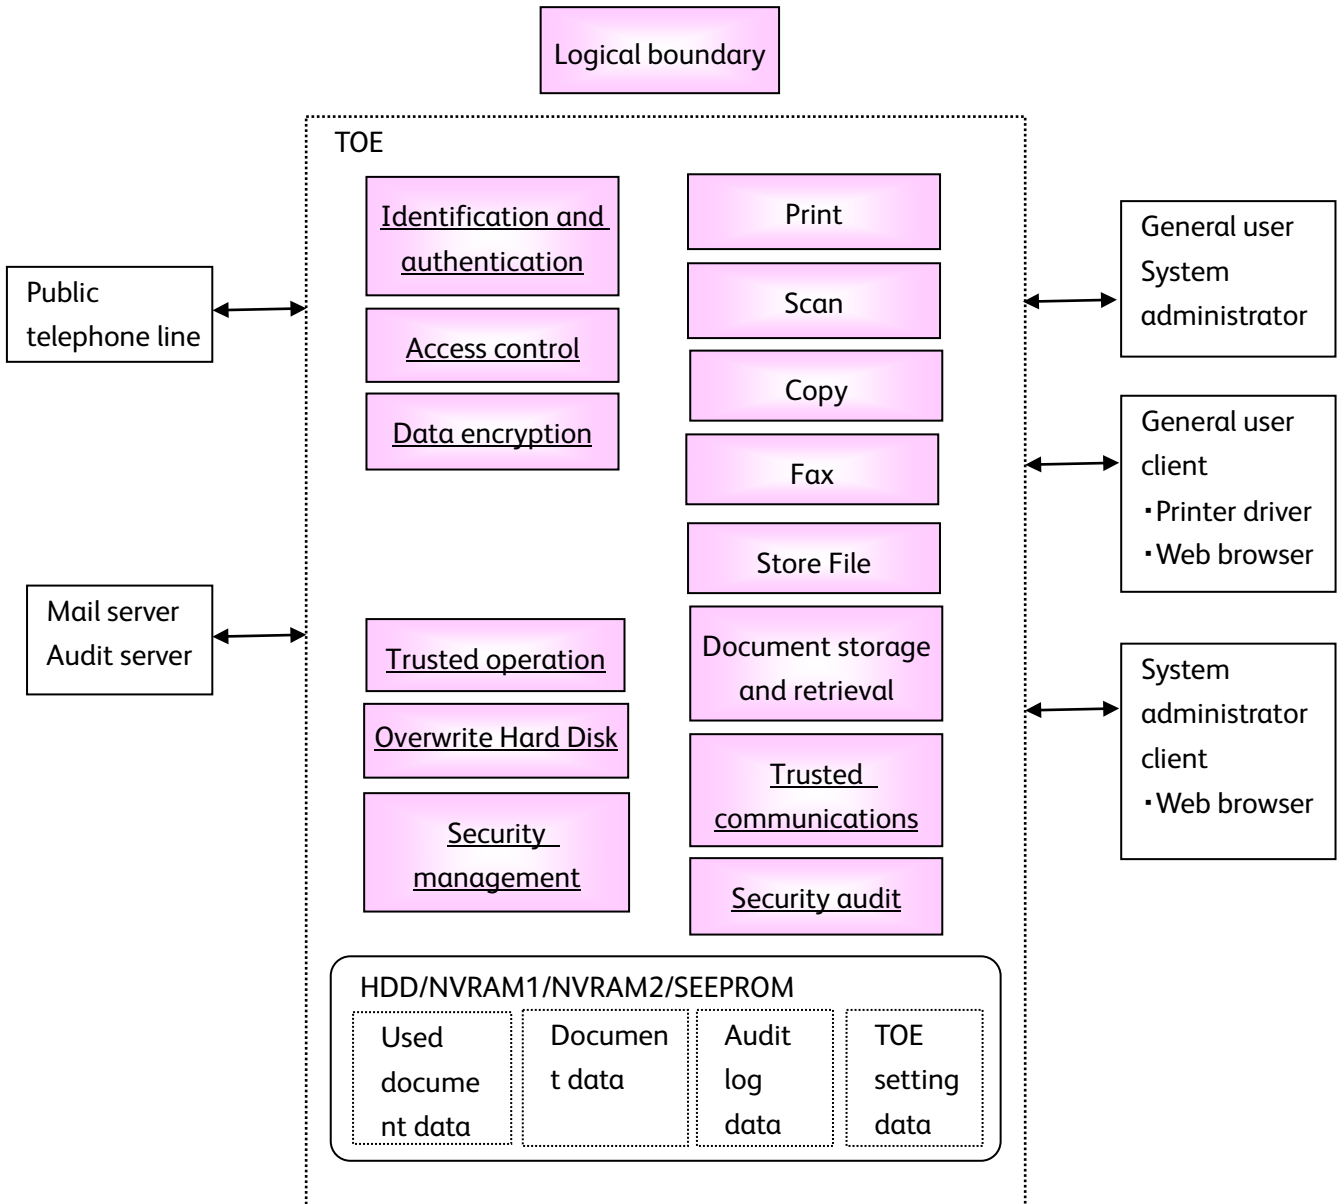 Logical boundary
TOE
Identification and
authentication
Access control
Data encryption
Trusted operation
Overwrite Hard Disk
Security
management
Print
Scan
Copy
Fax
Store File
Document storage
and retrieval
Trusted
communications
Security audit
HDD/NVRAM1/NVRAM2/SEEPROM
Used
docume
nt data
Documen
t data
Audit
log
data
TOE
setting
data
Public
telephone line
Mail server
Audit server
General user
System
administrator
General user
client
・Printer driver
・Web browser
System
administrator
client
・Web browser